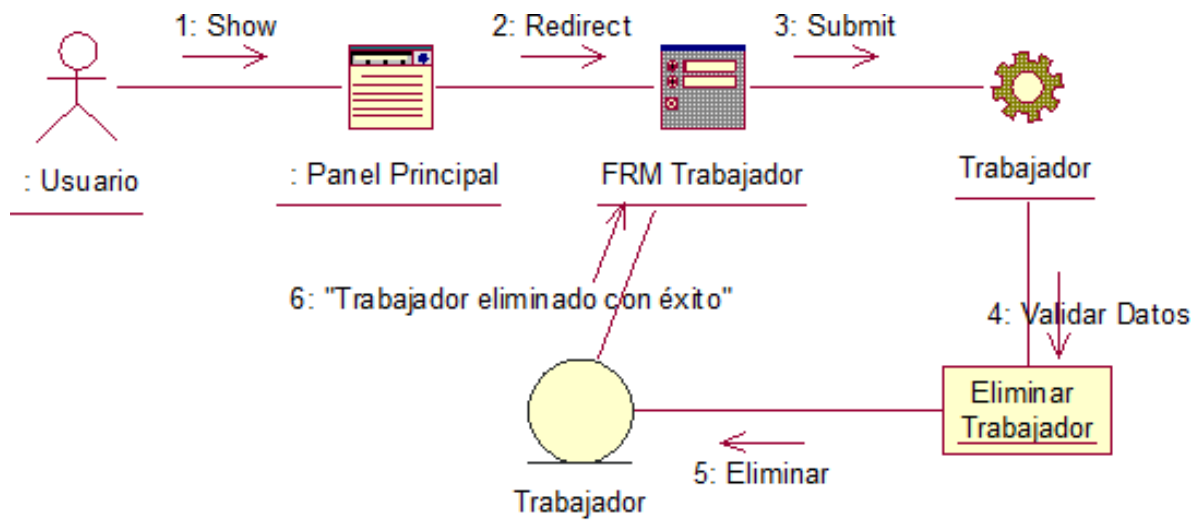 1: Show
2: Redirect
3: Submit
: Usuario
: Panel Principal
FRM Trabajador
Trabajador
6: "Trabajador eliminado con éxito"
4: Validar Datos
Eliminar
Trabajador
5: Eliminar
Trabajador